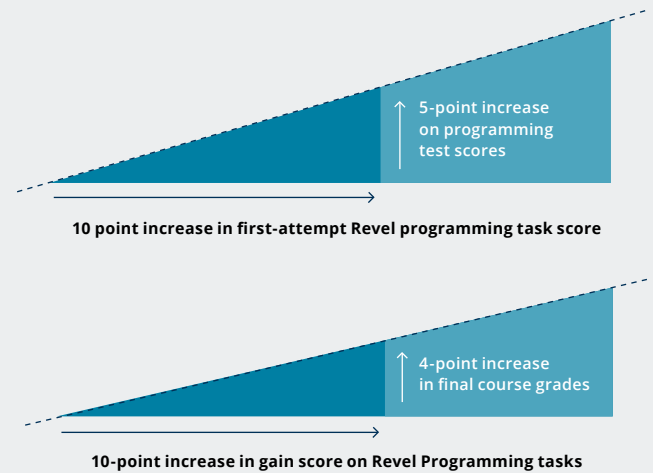 5-point increase
on programming
test scores
10 point increase in first-attempt Revel programming task score
4-point increase
in final course grades
10-point increase in gain score on Revel Programming tasks